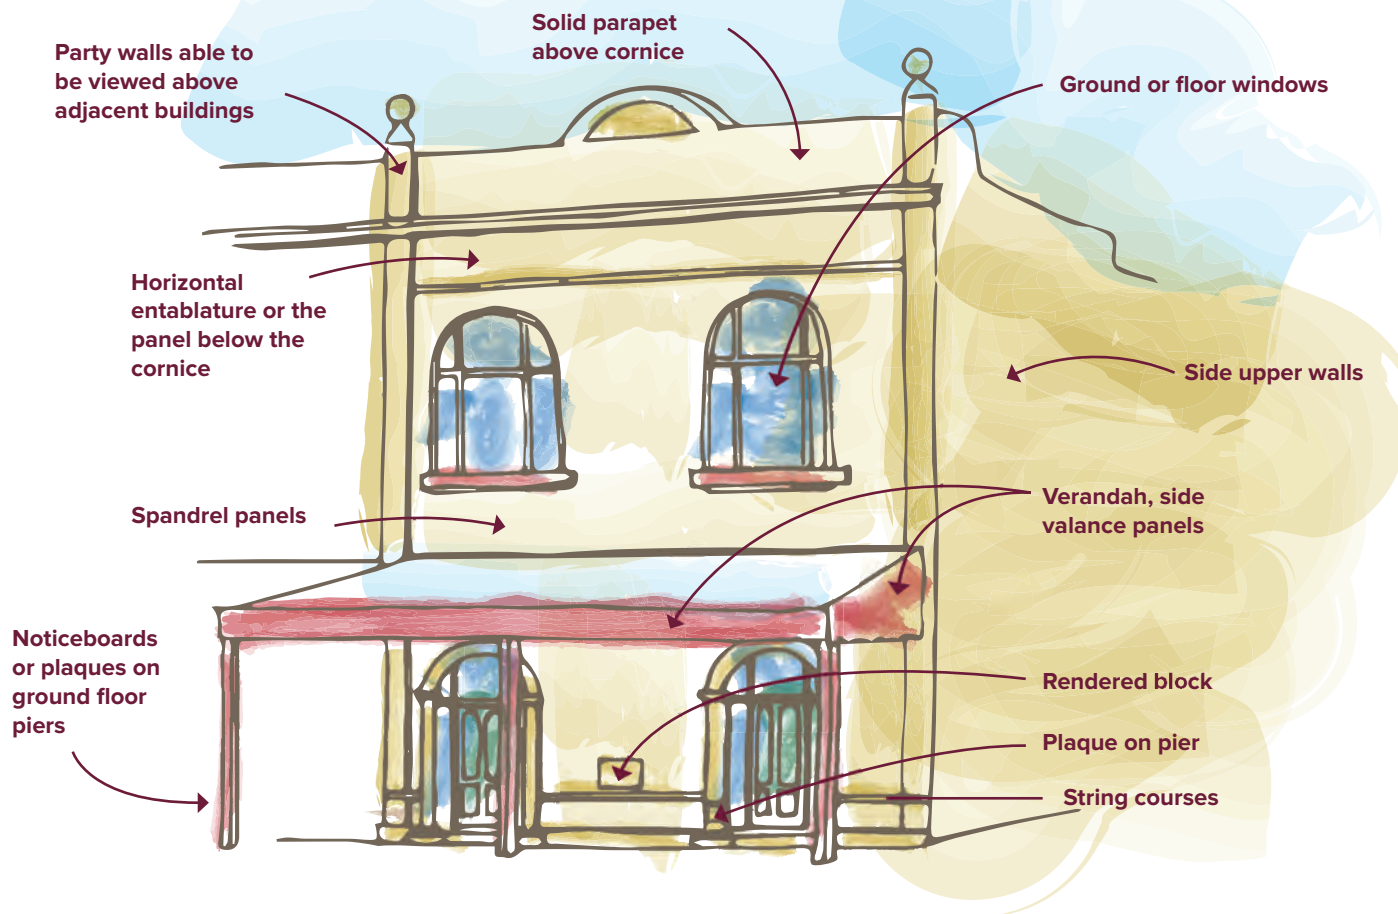 Solid parapet
above cornice
Party walls able to
be viewed above
adjacent buildings
Ground or floor windows
Horizontal
entablature or the
panel below the
cornice
Side upper walls
Spandrel panels
Verandah, side
valance panels
Noticeboards
or plaques on
ground floor
piers
Rendered block
Plaque on pier
String courses